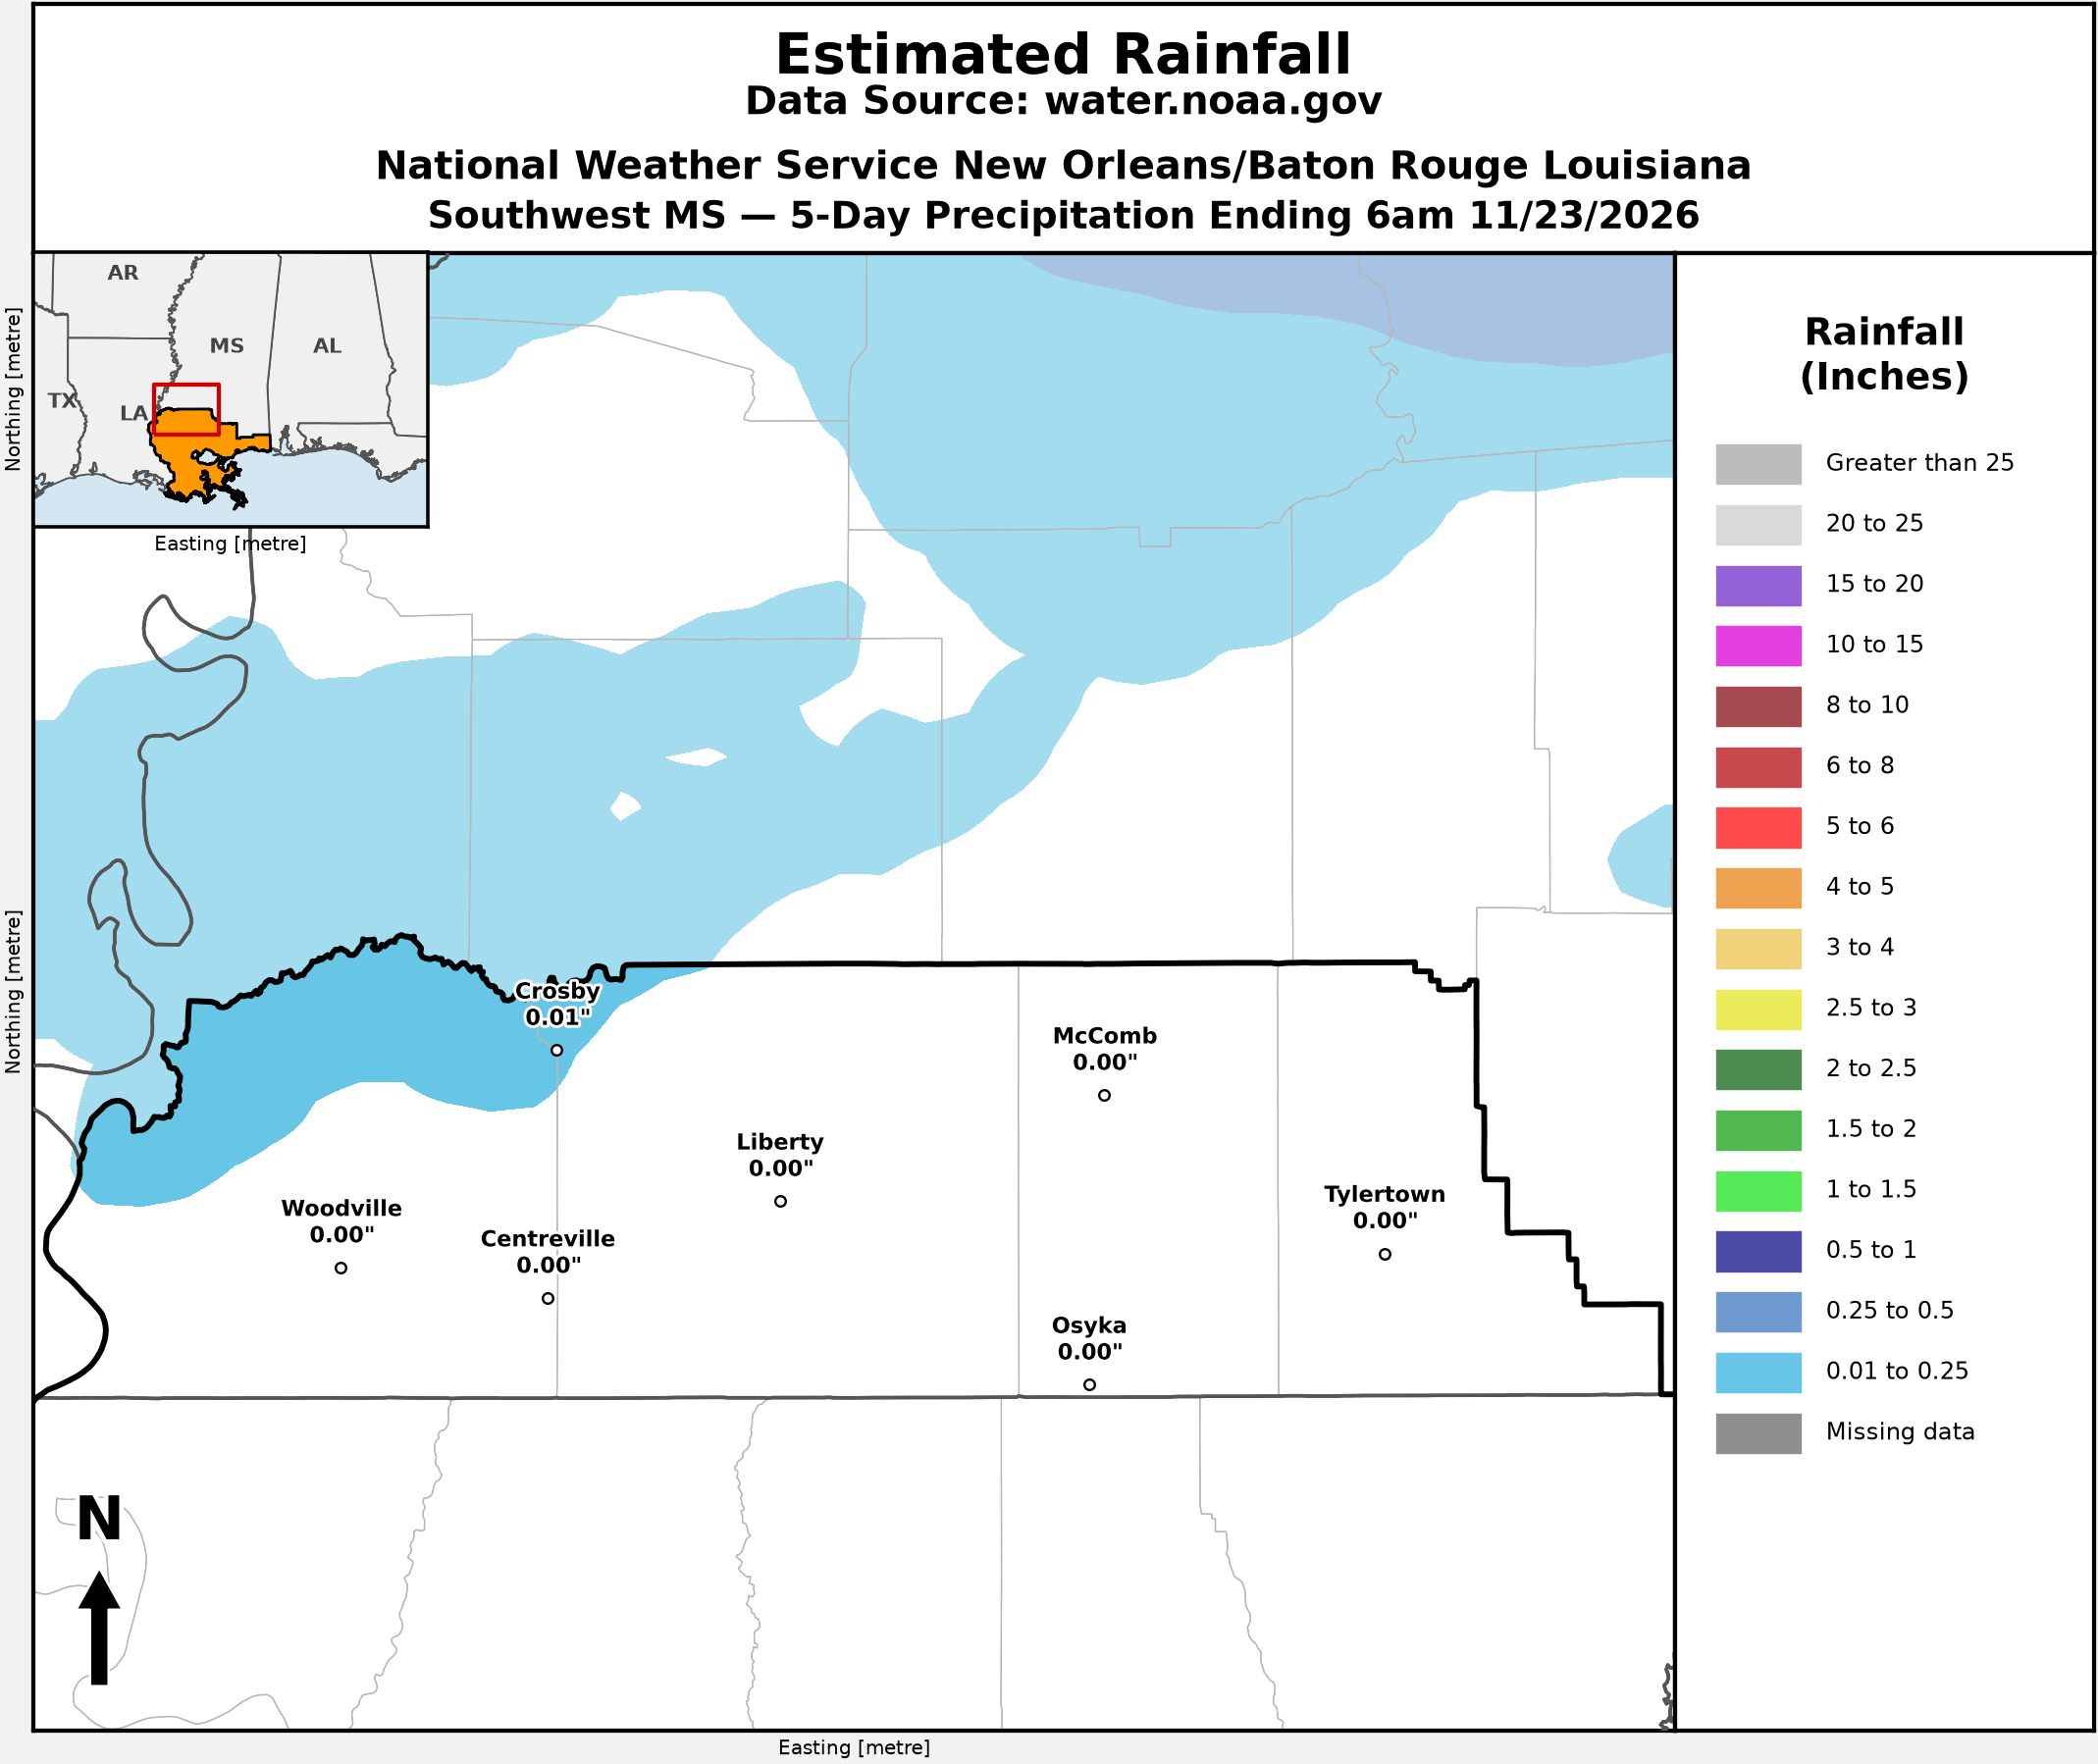 Estimated Rainfall
Data Source: water.noaa.gov
National Weather Service New Orleans/Baton Rouge Louisiana
Southwest MS — 5-Day Precipitation Ending 6am 11/23/2026
Northing [metre]
AR
MS
AL
TX
LA
Easting [metre]
Northing [metre]
Crosby
0.01"
McComb
0.00"
Liberty
0.00"
Woodville
0.00"
Centreville
0.00"
Tylertown
0.00"
Osyka
0.00"
N
Easting [metre]
Rainfall
(Inches)
Greater than 25
20 to 25
15 to 20
10 to 15
8 to 10
6 to 8
5 to 6
4 to 5
3 to 4
2.5 to 3
2 to 2.5
1.5 to 2
1 to 1.5
0.5 to 1
0.25 to 0.5
0.01 to 0.25
Missing data